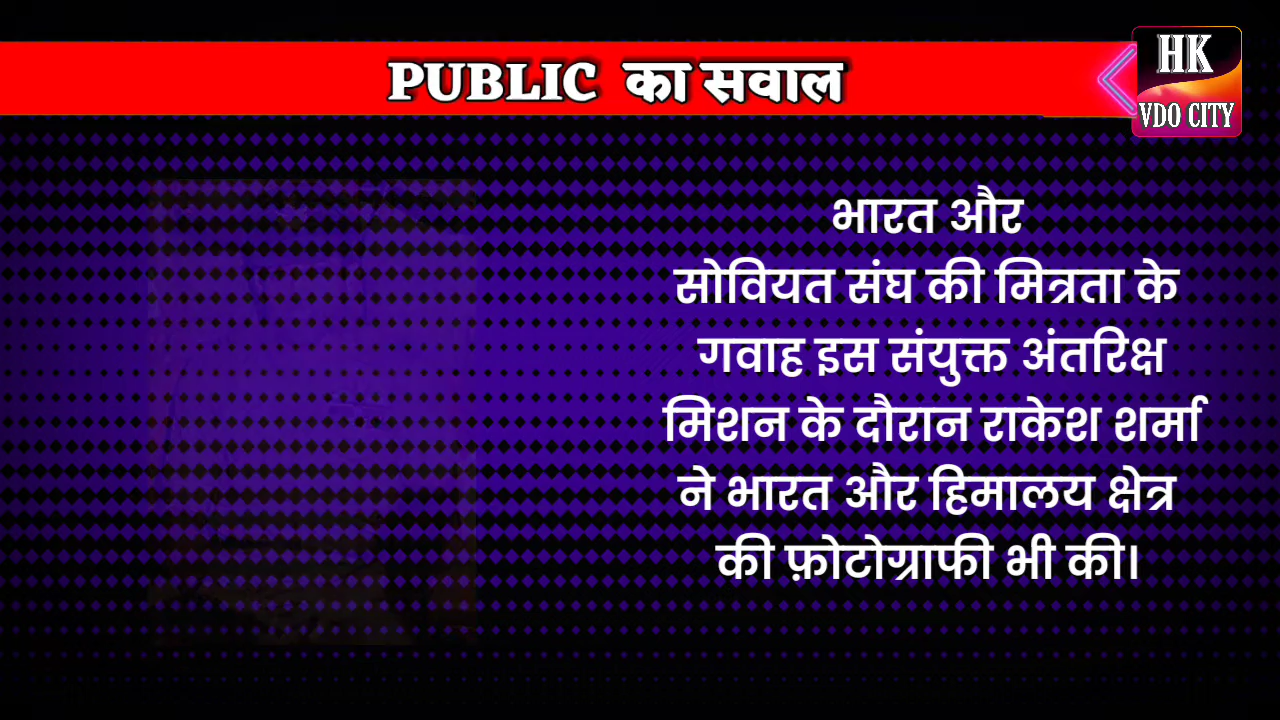 PUBLIC का सवाल
HK
VDO CITY
भारत और
सोवियत संघ की मित्रता के
गवाह इस संयुक्त अंतरिक्ष
मिशन के दौरान राकेश शर्मा
ने भारत और हिमालय क्षेत्र
की फ़ोटोग्राफी भी की।